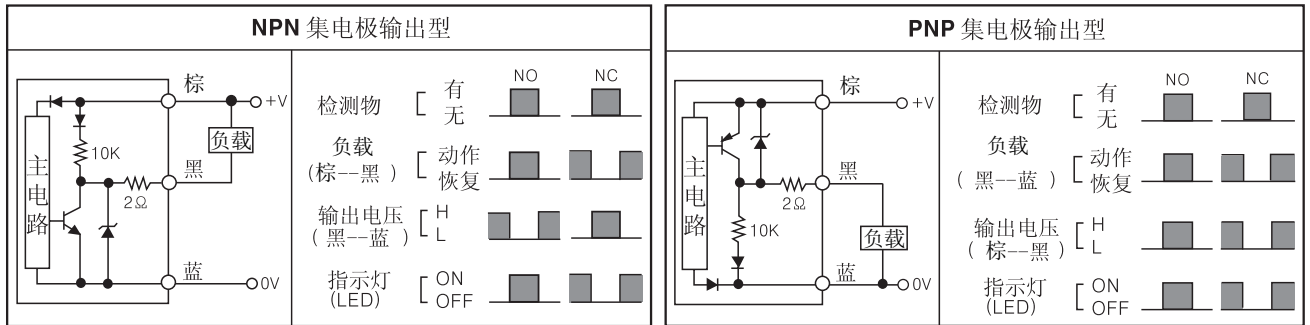 NPN 集电极输出型
棕
+V
负载
10K
主电路
黑
2Ω
蓝
0V
NO NC
检测物 有
无
负载 动作
(棕--黑) 恢复
输出电压 H
(黑--蓝) L
指示灯 ON
(LED) OFF
PNP 集电极输出型
棕
+V
主电路
黑
2Ω
10K
负载
蓝
0V
NO NC
检测物 有
无
负载 动作
(黑--蓝) 恢复
输出电压 H
(棕--黑) L
指示灯 ON
(LED) OFF